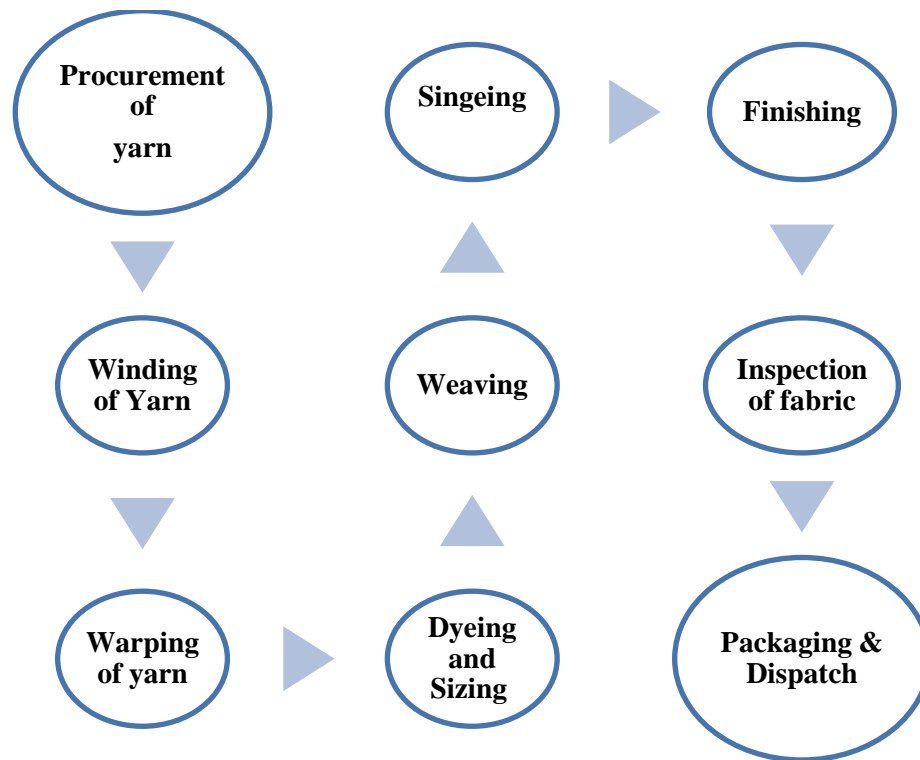 Procurement
of
yarn
Winding
of Yarn
Warping
of yarn
Dyeing
and
Sizing
Weaving
Singeing
Finishing
Inspection
of fabric
Packaging &
Dispatch